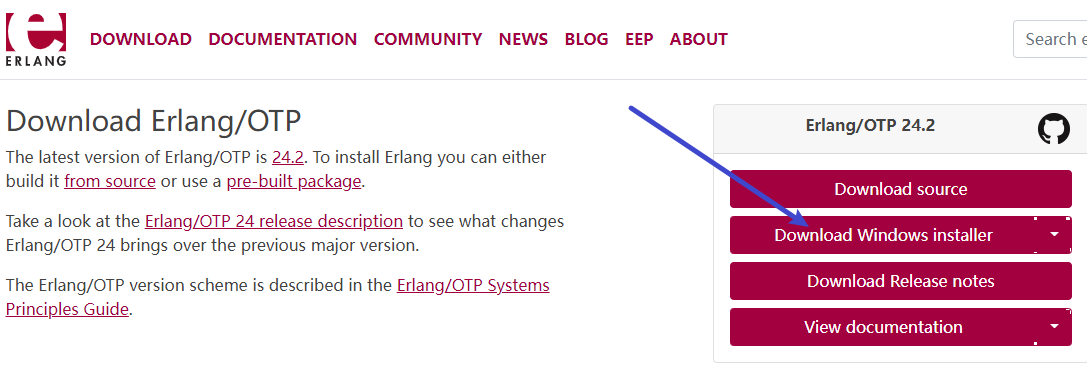 ERLANG
DOWNLOAD DOCUMENTATION COMMUNITY NEWS BLOG EEP ABOUT
Search e
Download Erlang/OTP
The latest version of Erlang/OTP is 24.2. To install Erlang you can either
build it from source or use a pre-built package.
Take a look at the Erlang/OTP 24 release description to see what changes
Erlang/OTP 24 brings over the previous major version.
The Erlang/OTP version scheme is described in the Erlang/OTP Systems
Principles Guide.
Erlang/OTP 24.2
Download source
Download Windows installer
Download Release notes
View documentation